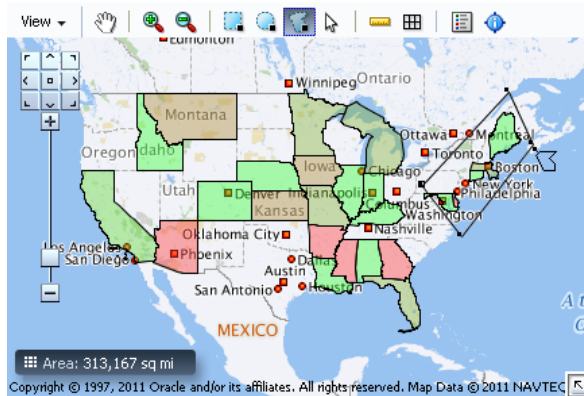 View
Edmonton
Winnipeg Ontario
Montana
Ottawa Montreal
Oregon Idaho
Toronto
Iowa
Chicago
Boston
Utah
Denver Indianapolis
New York
Columbus Philadelphia
Kansas
Washington
Los Angeles
Oklahoma City
Nashville
San Diego
Phoenix
Dallas
Austin
San Antonio Houston
MEXICO
Area: 313,167 sq mi
Copyright © 1997, 2011 Oracle and/or its affiliates. All rights reserved. Map Data © 2011 NAVTEQ